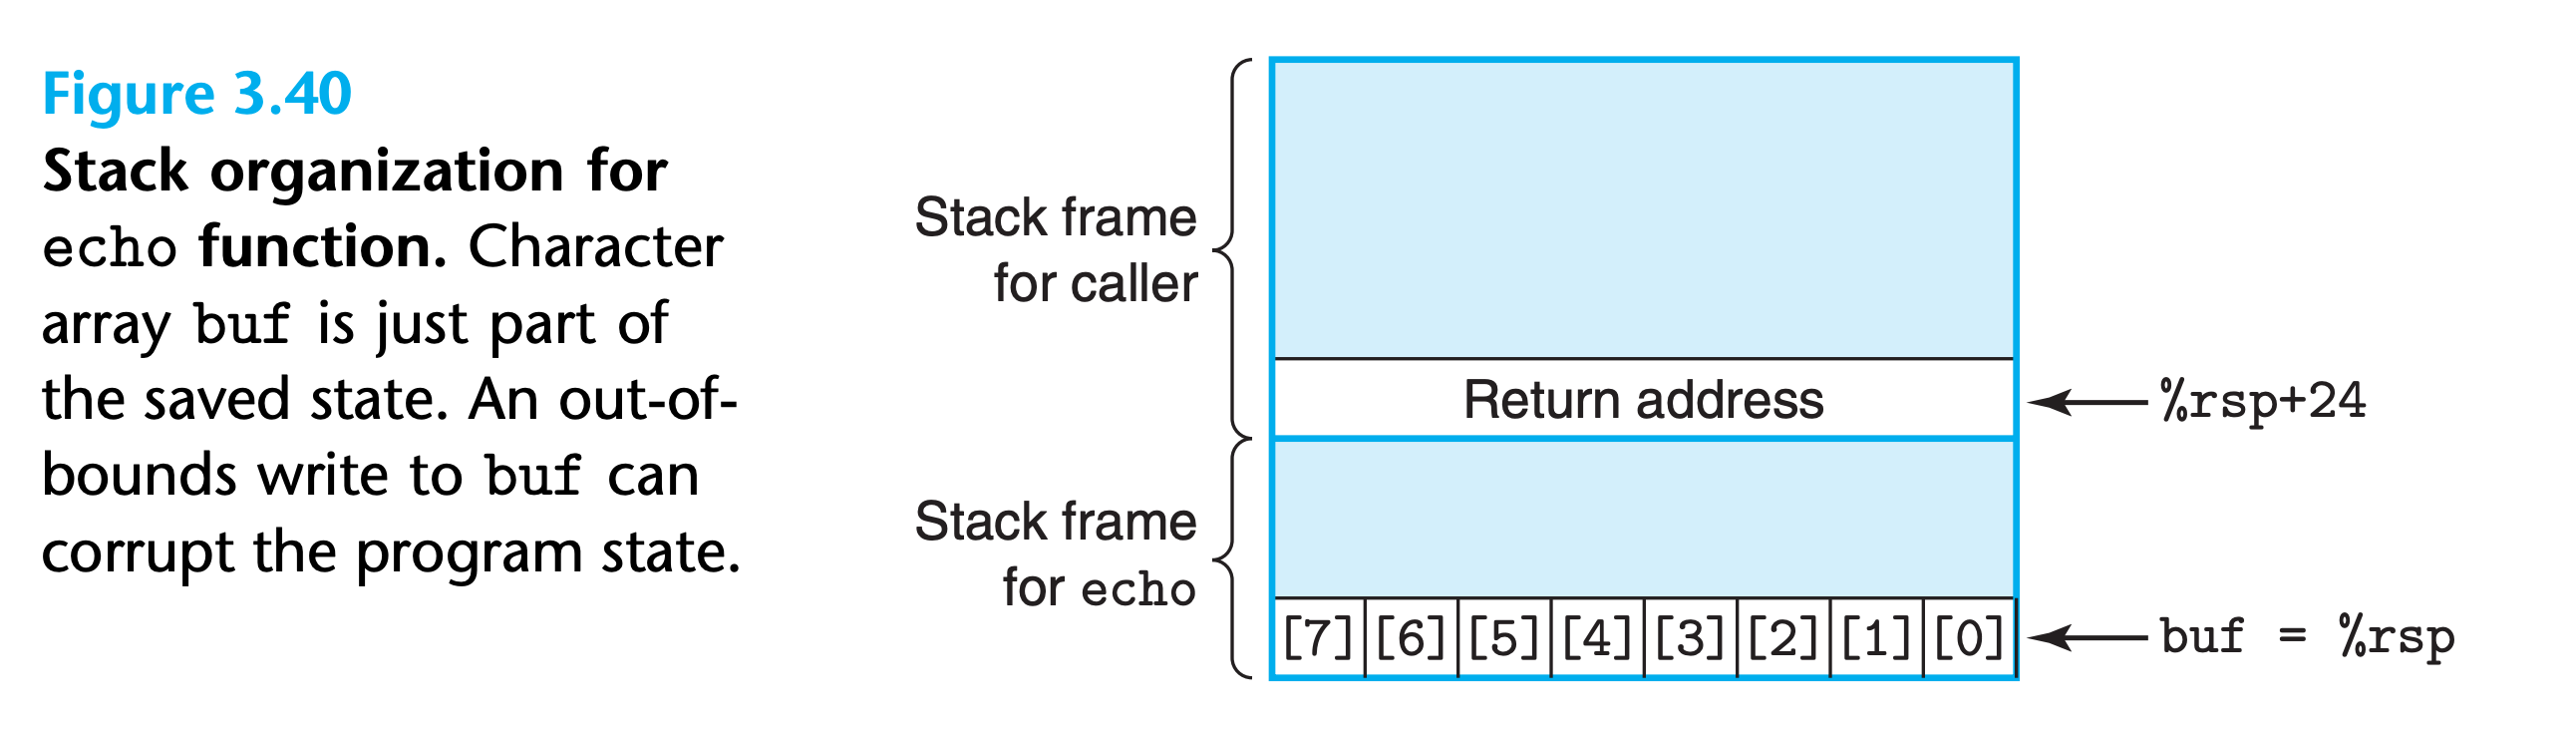 Figure 3.40
Stack organization for
echo function. Character
array buf is just part of
the saved state. An out-of-
bounds write to buf can
corrupt the program state.
Stack frame
for caller
Return address
%rsp+24
Stack frame
for echo
[7] [6] [5] [4] [3] [2] [1] [0]
buf = %rsp